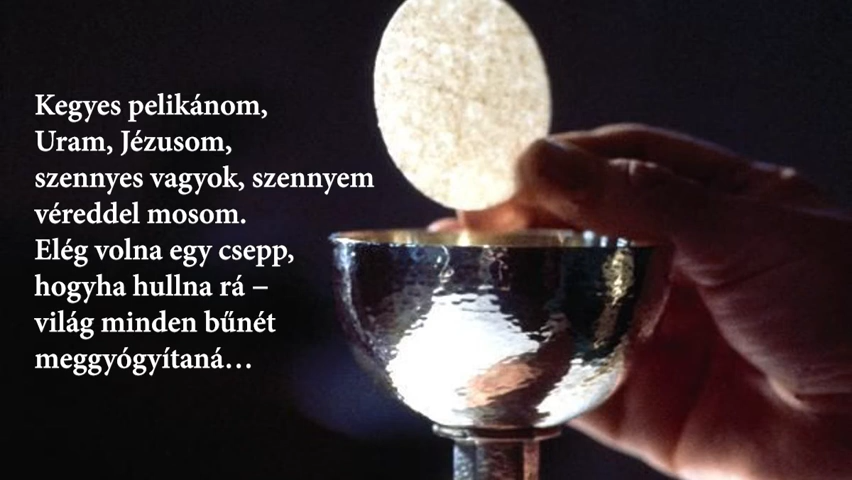 Kegyes pelikánom,
Uram, Jézusom,
szennyes vagyok, szennyem
véreddel mosom.
Elég volna egy csepp,
hogyha hullna rá –
világ minden bűnét
meggyógyítaná…